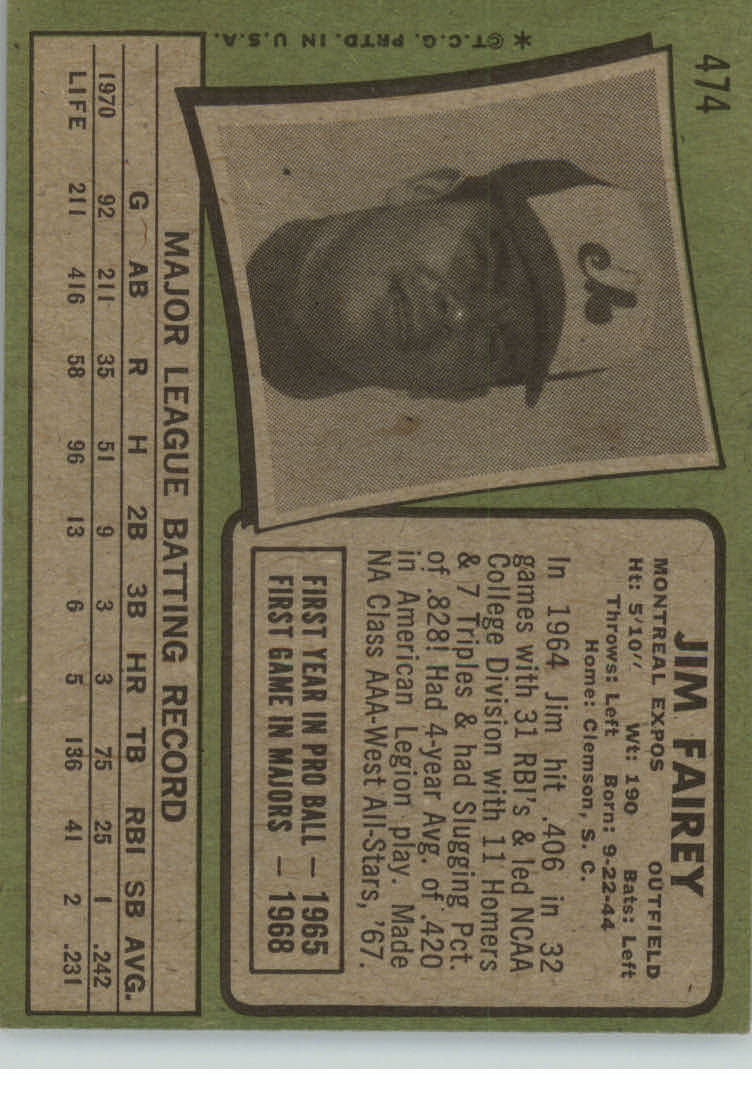 474
JIM FAIREY
MONTREAL EXPOS OUTFIELD
Ht: 5'10" Wt: 190 Bats: Left
Throws: Left Born: 9-22-44
Home: Clemson, S. C.
In 1964 Jim hit .406 in 32
games with 31 RBI's & led NCAA
College Division with 11 Homers
& 7 Triples & had Slugging Pct.
of .828! Had 4-year Avg. of .420
in American Legion play. Made
NA Class AAA-West All-Stars, '67.
FIRST YEAR IN PRO BALL — 1965
FIRST GAME IN MAJORS — 1968
MAJOR LEAGUE BATTING RECORD
G AB R H 2B 3B HR TB RBI SB AVG.
1970 92 211 35 51 9 3 3 75 25 1 .242
LIFE 211 416 58 96 13 6 5 136 41 2 .231
*©T.C.G. PRTD. IN U.S.A.